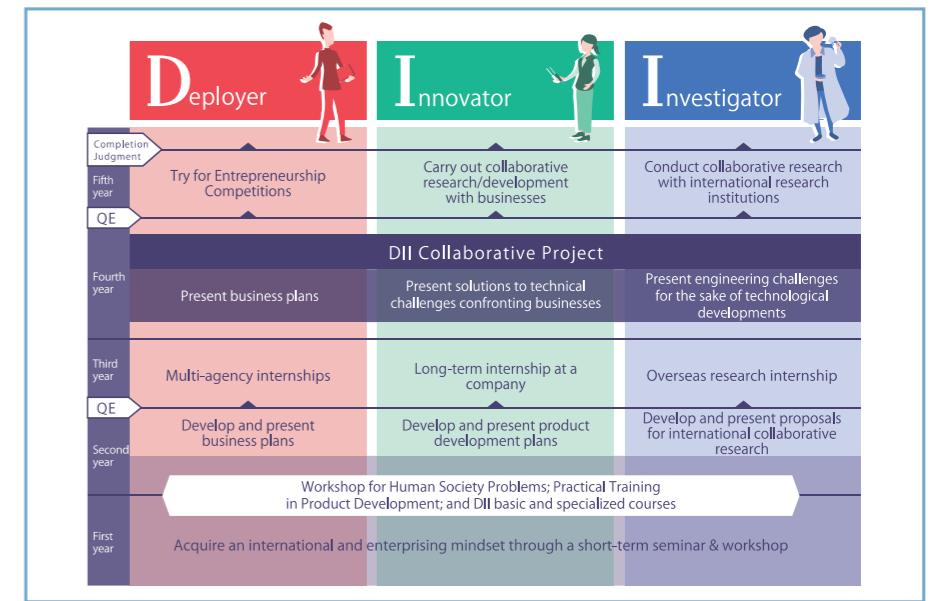 Deployer
Innovator
Investigator
Completion
Judgment
Fifth
year
Try for Entrepreneurship
Competitions
Carry out collaborative
research/development
with businesses
Conduct collaborative research
with international research
institutions
QE
DII Collaborative Project
Fourth
year
Present business plans
Present solutions to technical
challenges confronting businesses
Present engineering challenges
for the sake of technological
developments
Third
year
Multi-agency internships
Long-term internship at a
company
Overseas research internship
QE
Second
year
Develop and present
business plans
Develop and present product
development plans
Develop and present proposals
for international collaborative
research
Workshop for Human Society Problems; Practical Training
in Product Development; and DII basic and specialized courses
First
year
Acquire an international and enterprising mindset through a short-term seminar & workshop